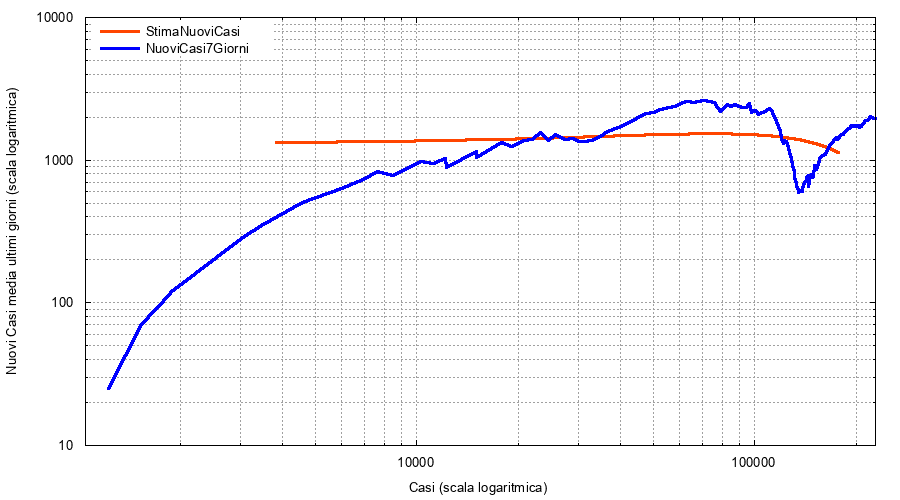 10000
StimaNuoviCasi
NuoviCasi7Giorni
1000
100
10
Nuovi Casi media ultimi giorni (scala logaritmica)
10000
100000
Casi (scala logaritmica)